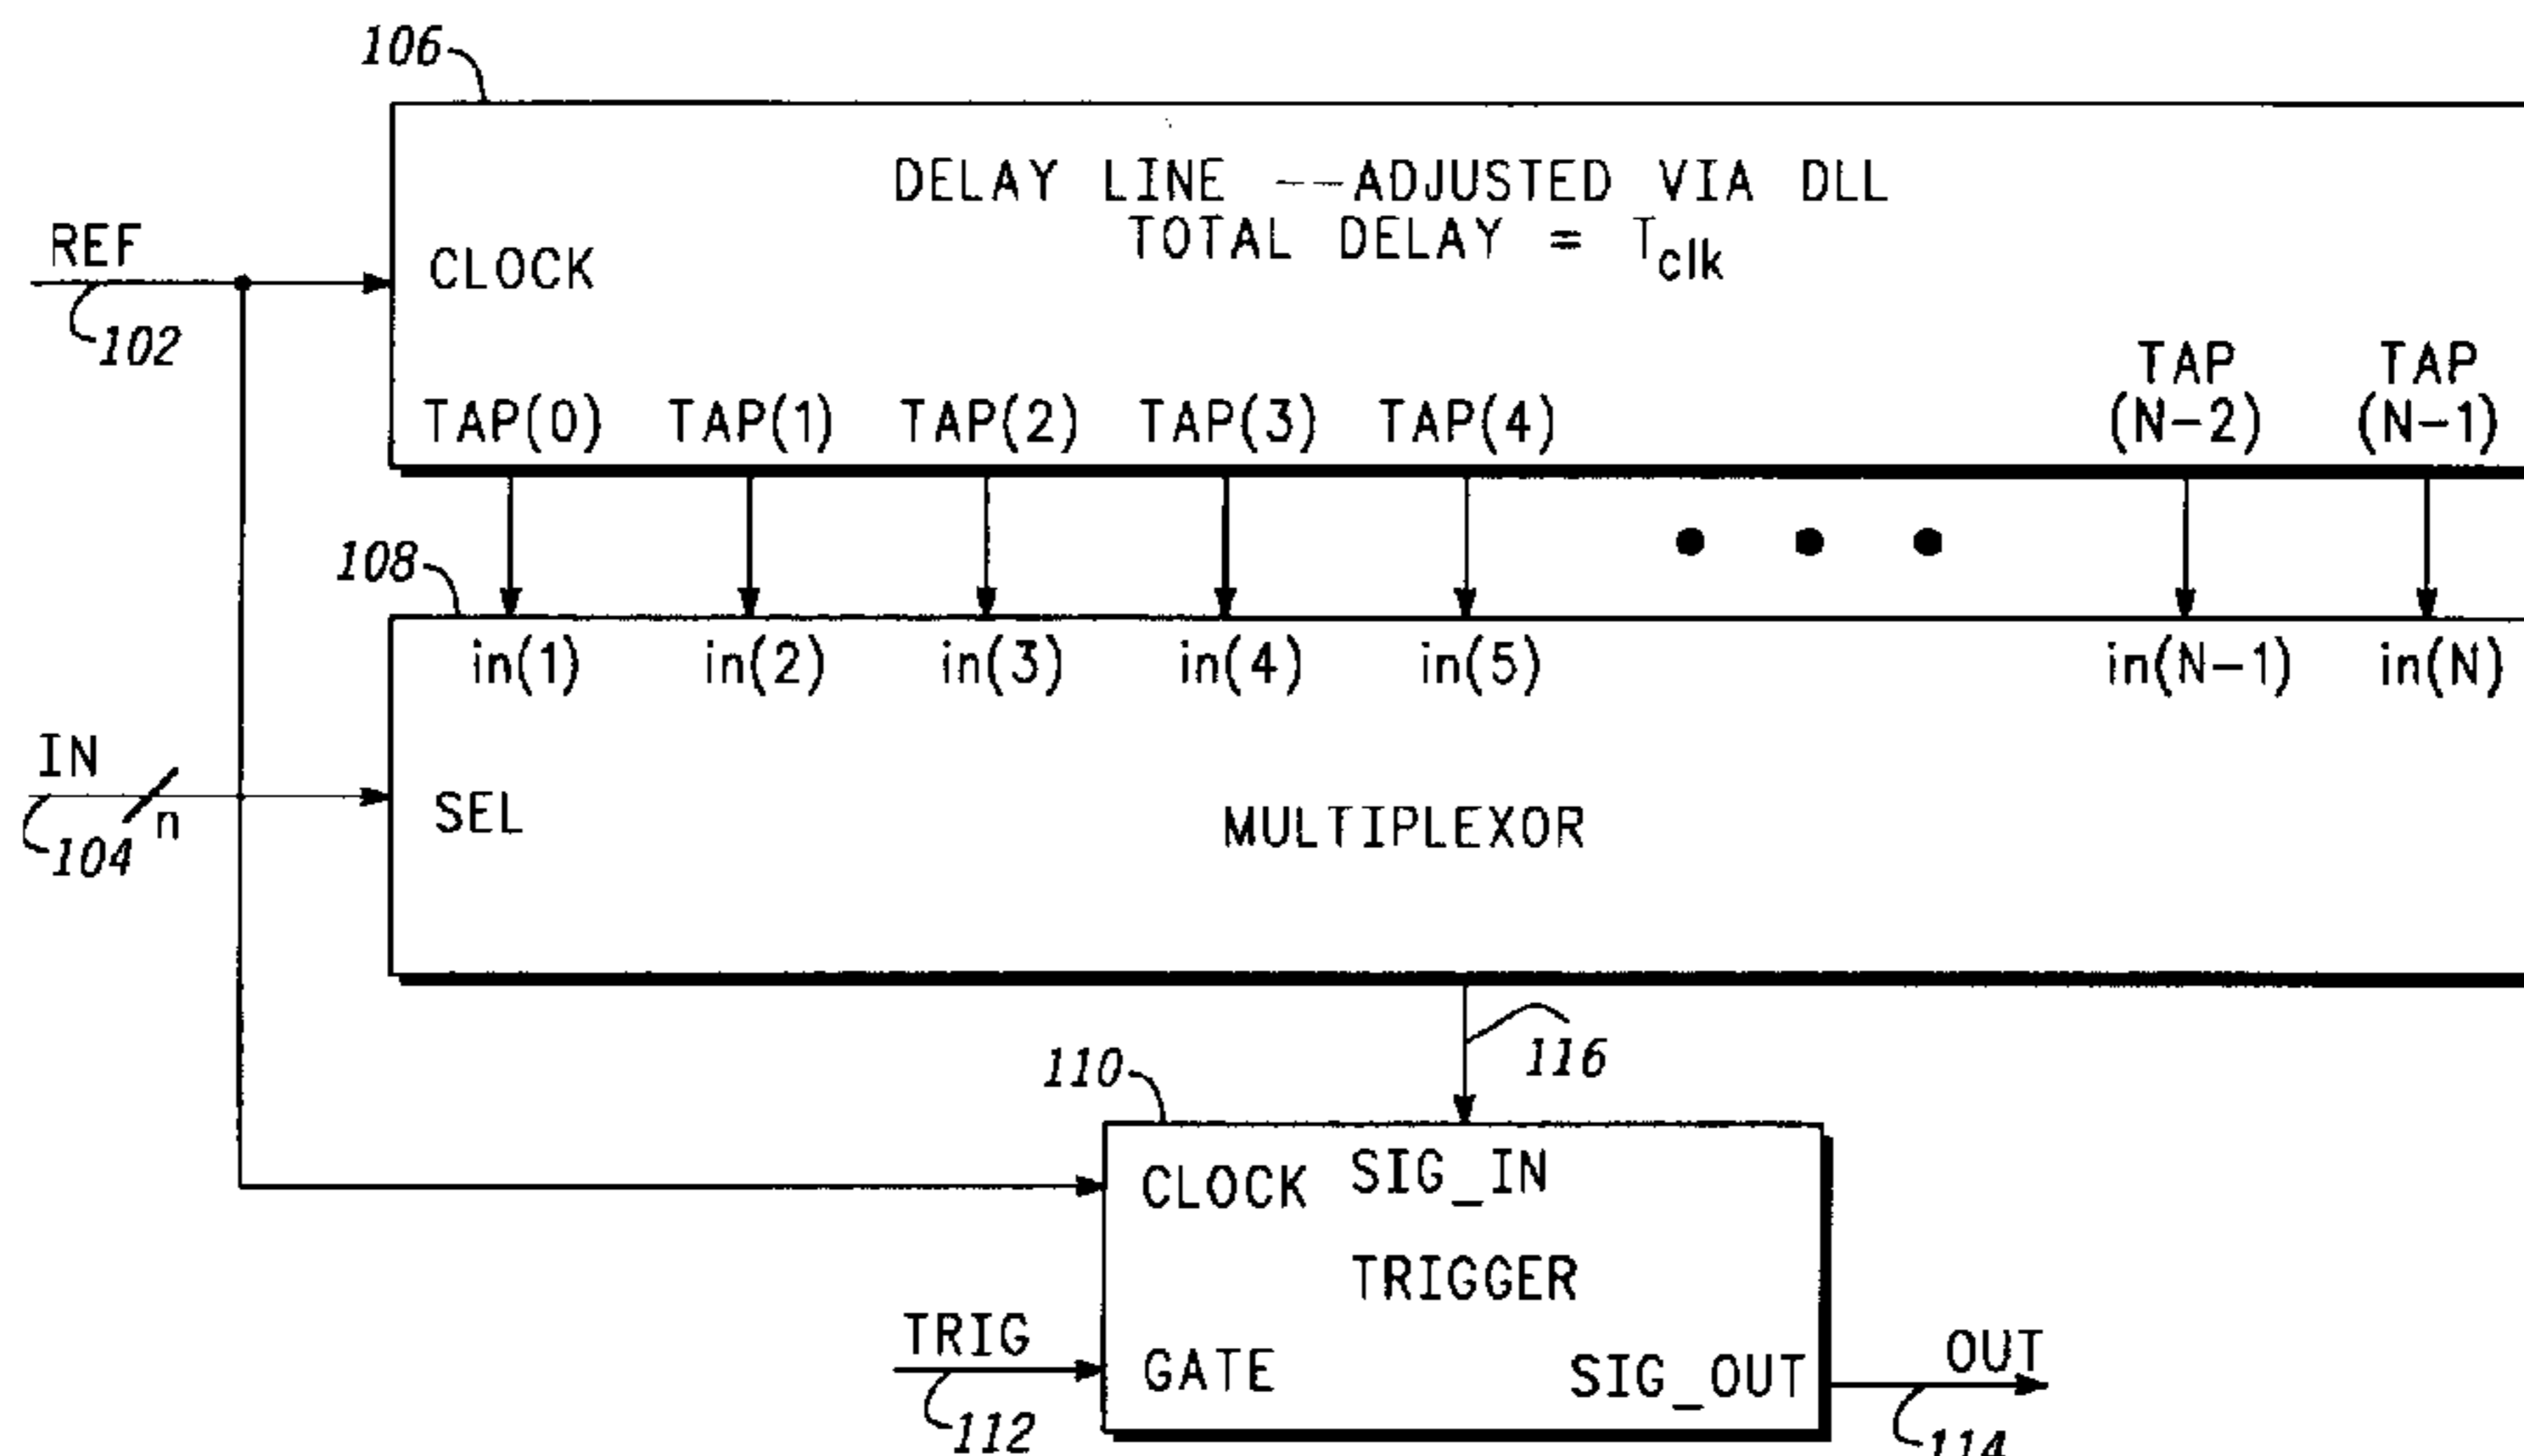 106
DELAY LINE --ADJUSTED VIA DLL
TOTAL DELAY = Tclk
REF
CLOCK
102
TAP(0) TAP(1) TAP(2) TAP(3) TAP(4) TAP (N-2) TAP (N-1)
108
in(1) in(2) in(3) in(4) in(5) in(N-1) in(N)
IN
n
104
SEL
MULTIPLEXOR
116
110
CLOCK SIG_IN
TRIGGER
TRIG
GATE
112
SIG_OUT
OUT
114